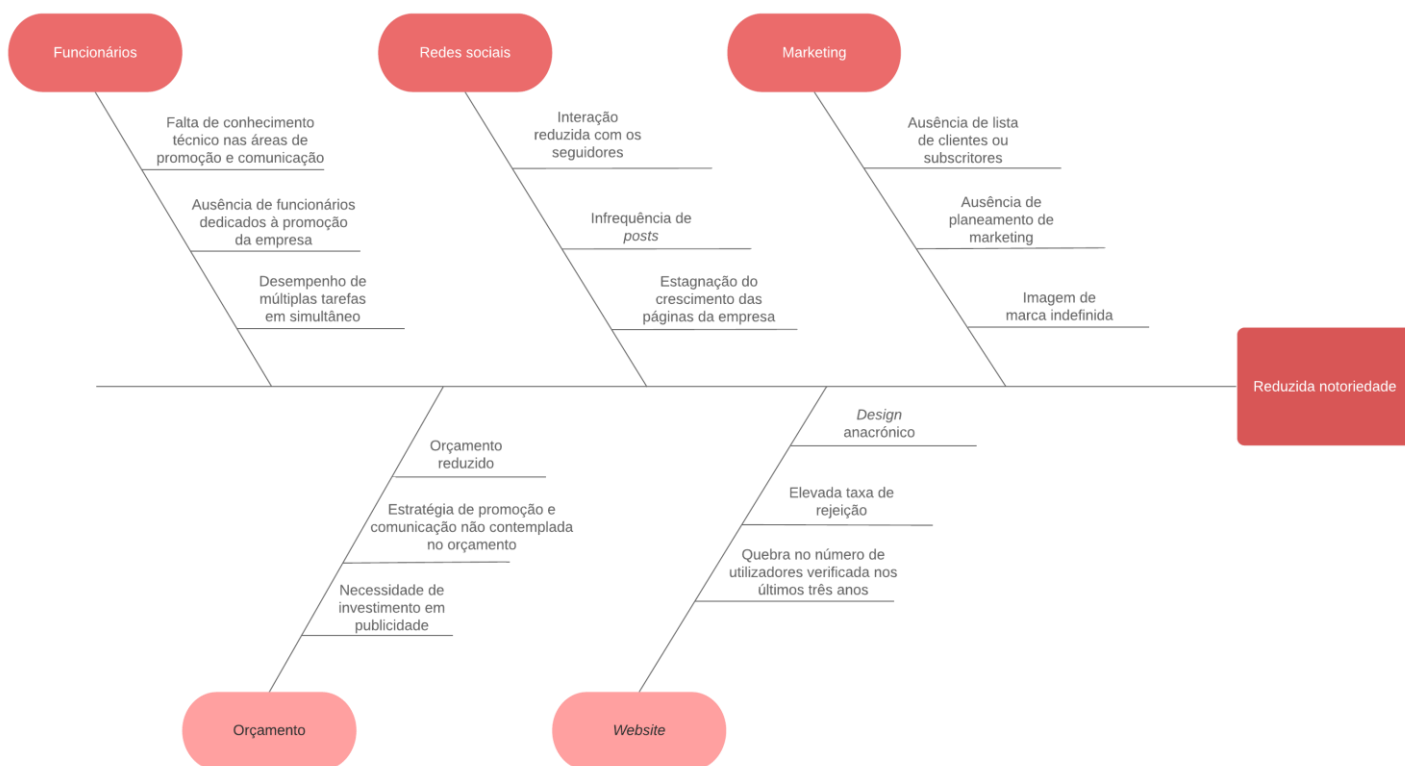 Funcionários
Redes sociais
Marketing
Falta de conhecimento
técnico nas áreas de
promoção e comunicação
Ausência de funcionários
dedicados à promoção
da empresa
Desempenho de
múltiplas tarefas
em simultâneo
Interação
reduzida com os
seguidores
Infrequência de
posts
Estagnação do
crescimento das
páginas da empresa
Ausência de lista
de clientes ou
subscritores
Ausência de
planeamento de
marketing
Imagem de
marca indefinida
Reduzida notoriedade
Orçamento
reduzido
Estratégia de promoção e
comunicação não contemplada
no orçamento
Necessidade de
investimento em
publicidade
Design
anacrónico
Elevada taxa de
rejeição
Quebra no número de
utilizadores verificada nos
últimos três anos
Orçamento
Website